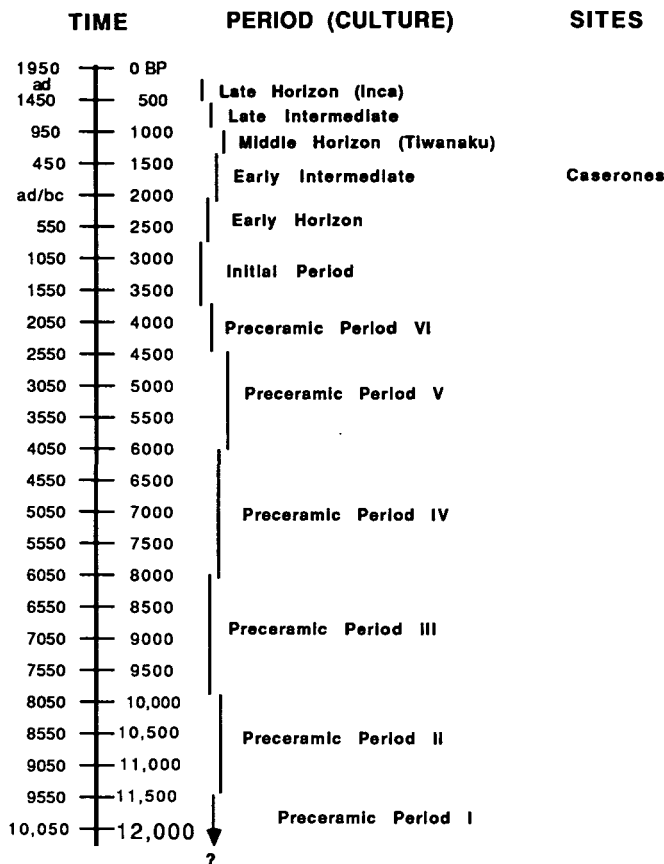 TIME PERIOD (CULTURE) SITES
1950 0 BP
ad
Late Horizon (Inca)
1450 500
Late Intermediate
950 1000
Middle Horizon (Tiwanaku)
450 1500
Early Intermediate Caserones
ad/bc 2000
550 2500 Early Horizon
1050 3000
Initial Period
1550 3500
2050 4000 Preceramic Period VI
2550 4500
3050 5000 Preceramic Period V
3550 5500
4050 6000
4550 6500
5050 7000 Preceramic Period IV
5550 7500
6050 8000
6550 8500
7050 9000 Preceramic Period III
7550 9500
8050 10,000
8550 10,500 Preceramic Period II
9050 11,000
9550 11,500
Preceramic Period I
10,050 12,000
?